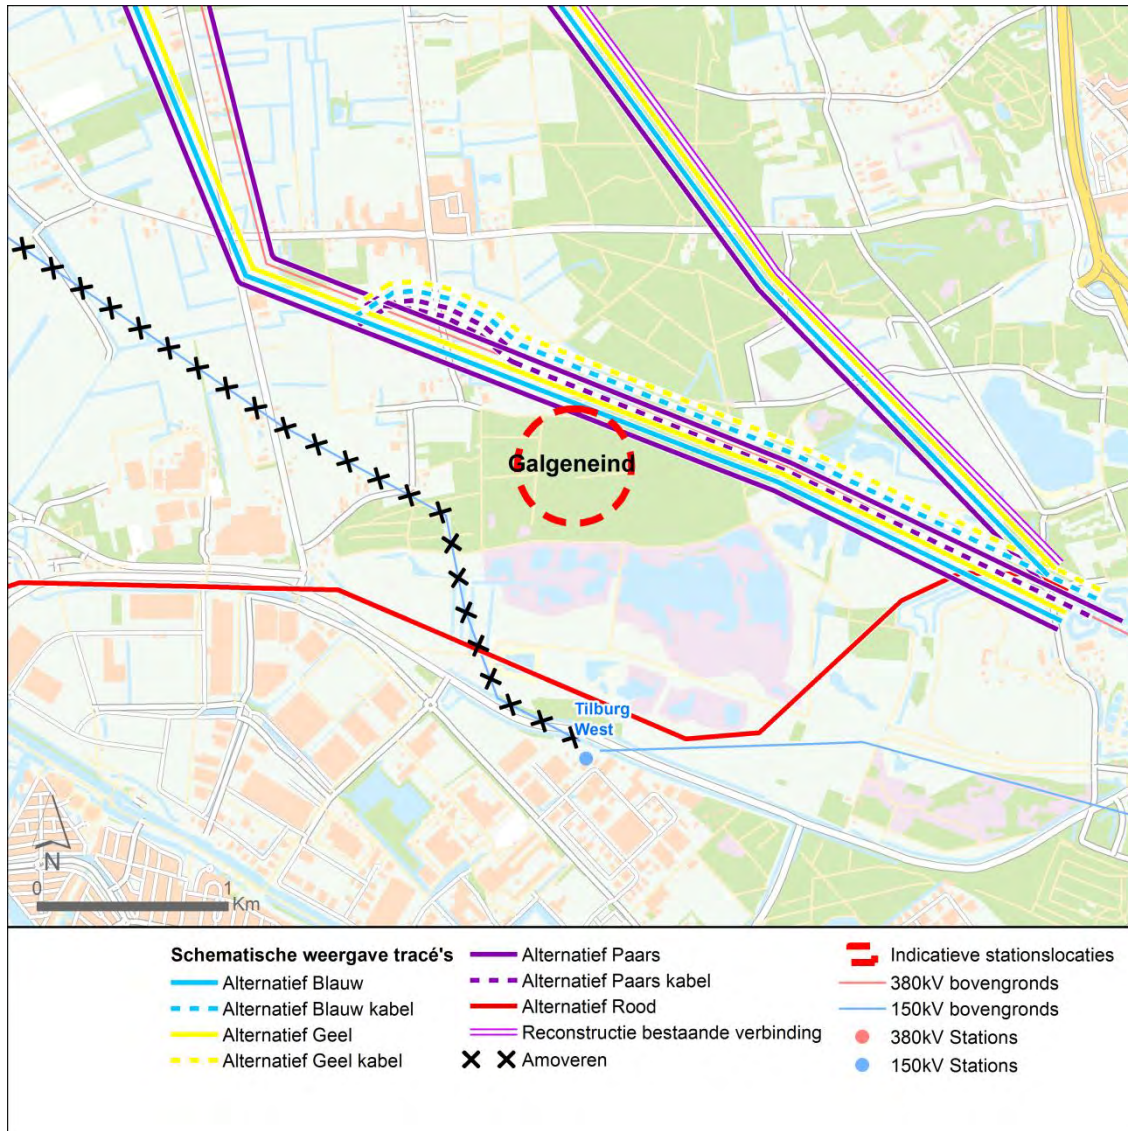 Galgeneind
Tilburg
West
N
0 1
Km
Schematische weergave tracé's
Alternatief Blauw
Alternatief Blauw kabel
Alternatief Geel
Alternatief Geel kabel
Alternatief Paars
Alternatief Paars kabel
Alternatief Rood
Reconstructie bestaande verbinding
Amoveren
Indicatieve stationslocaties
380kV bovengronds
150kV bovengronds
380kV Stations
150kV Stations